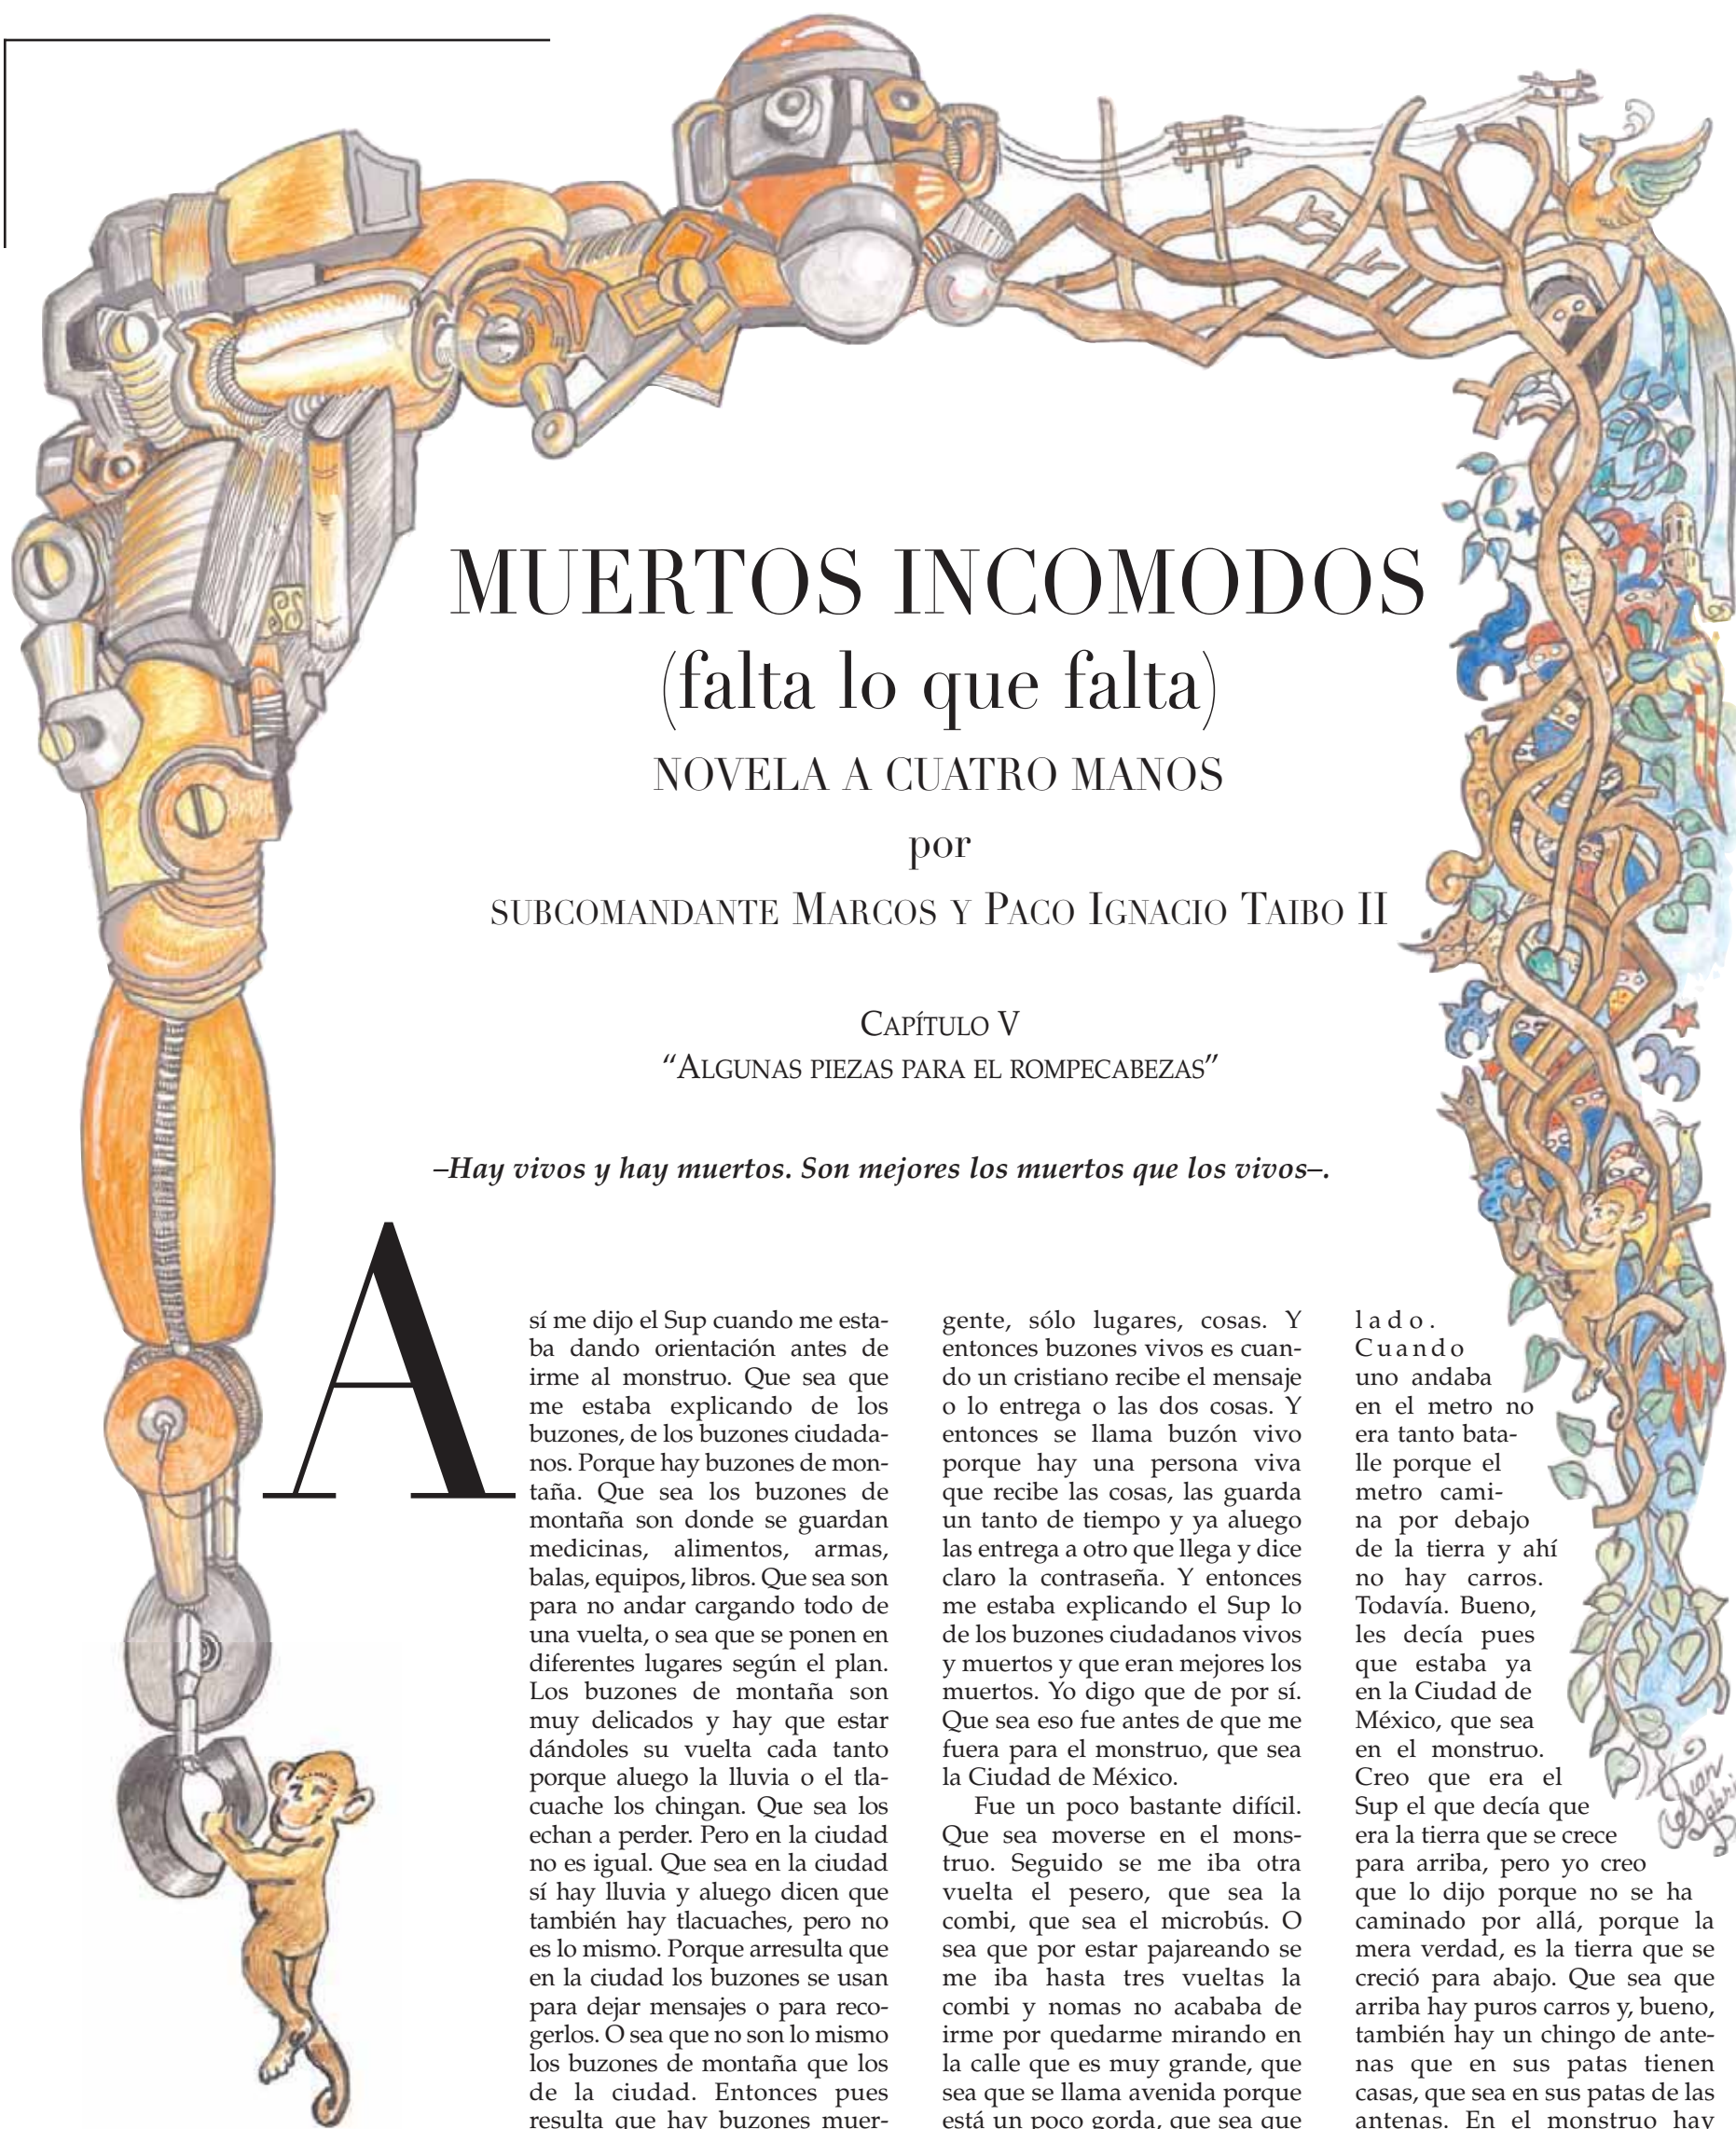 MUERTOS INCOMODOS
(falta lo que falta)
NOVELA A CUATRO MANOS
por
SUBCOMANDANTE MARCOS Y PACO IGNACIO TAIBO II
CAPÍTULO V
“ALGUNAS PIEZAS PARA EL ROMPECABEZAS”
–Hay vivos y hay muertos. Son mejores los muertos que los vivos–.
A
sí me dijo el Sup cuando me esta-
ba dando orientación antes de
irme al monstruo. Que sea que
me estaba explicando de los
buzones, de los buzones ciudada-
nos. Porque hay buzones de mon-
taña. Que sea los buzones de
montaña son donde se guardan
medicinas, alimentos, armas,
balas, equipos, libros. Que sea son
para no andar cargando todo de
una vuelta, o sea que se ponen en
diferentes lugares según el plan.
Los buzones de montaña son
muy delicados y hay que estar
dándoles su vuelta cada tanto
porque aluego la lluvia o el tla-
cuache los chingan. Que sea los
echan a perder. Pero en la ciudad
no es igual. Que sea en la ciudad
sí hay lluvia y aluego dicen que
también hay tlacuaches, pero no
es lo mismo. Porque arresulta que
en la ciudad los buzones se usan
para dejar mensajes o para reco-
gerlos. O sea que no son lo mismo
los buzones de montaña que los
de la ciudad. Entonces pues
resulta que hay buzones muer-
gente, sólo lugares, cosas. Y
entonces buzones vivos es cuan-
do un cristiano recibe el mensaje
o lo entrega o las dos cosas. Y
entonces se llama buzón vivo
porque hay una persona viva
que recibe las cosas, las guarda
un tanto de tiempo y ya aluego
las entrega a otro que llega y dice
claro la contraseña. Y entonces
me estaba explicando el Sup lo
de los buzones ciudadanos vivos
y muertos y que eran mejores los
muertos. Yo digo que de por sí.
Que sea eso fue antes de que me
fuera para el monstruo, que sea
la Ciudad de México.
Fue un poco bastante difícil.
Que sea moverse en el mons-
truo. Seguido se me iba otra
vuelta el pesero, que sea la
combi, que sea el microbús. O
sea que por estar pajareando se
me iba hasta tres vueltas la
combi y nomas no acababa de
irme por quedarme mirando en
la calle que es muy grande, que
sea que se llama avenida porque
está un poco gorda, que sea que
lado.
Cuando
uno andaba
en el metro no
era tanto bata-
lle porque el
metro cami-
na por debajo
de la tierra y ahí
no hay carros.
Todavía. Bueno,
les decía pues
que estaba ya
en la Ciudad de
México, que sea
en el monstruo.
Creo que era el
Sup el que decía que
era la tierra que se crece
para arriba, pero yo creo
que lo dijo porque no se ha
caminado por allá, porque la
mera verdad, es la tierra que se
creció para abajo. Que sea que
arriba hay puros carros y, bueno,
también hay un chingo de ante-
nas que en sus patas tienen
casas, que sea en sus patas de las
antenas. En el monstruo hay